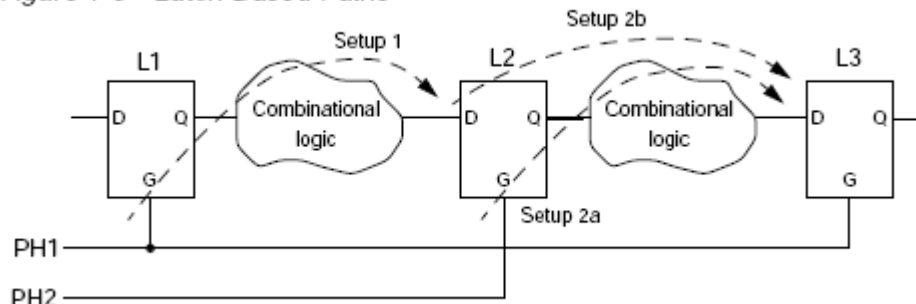 Figure 1-8 Latch-Based Paths
Setup 1
Setup 2b
L1
L2
L3
D
Q
G
Combinational
logic
D
Q
G
Combinational
logic
D
Q
G
Setup 2a
PH1
PH2